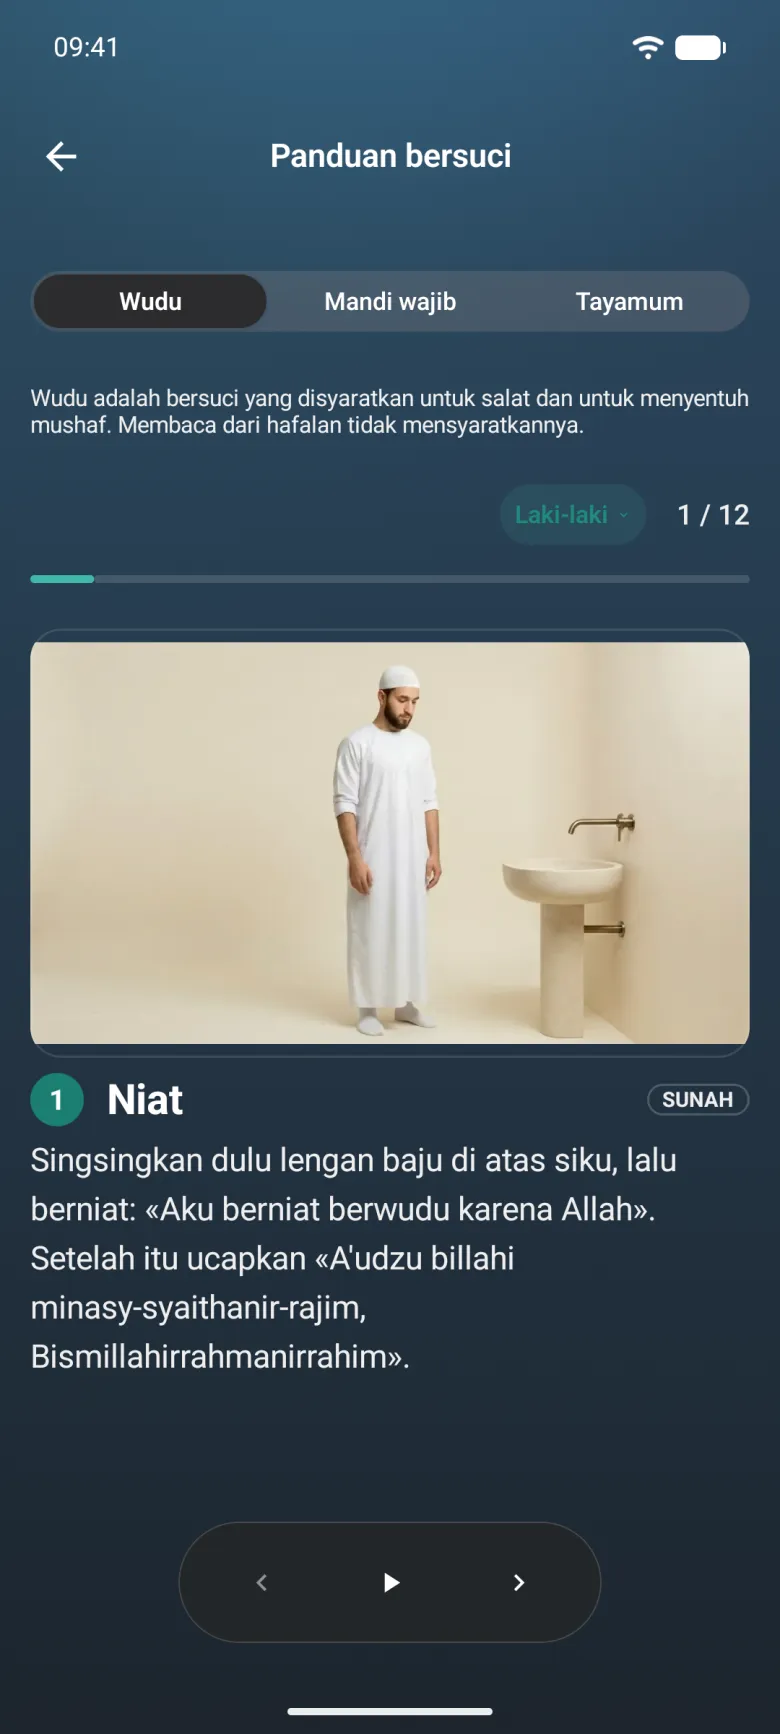 09:41
Panduan bersuci
Wudu
Mandi wajib
Tayamum
Wudu adalah bersuci yang disyaratkan untuk salat dan untuk menyentuh
mushaf. Membaca dari hafalan tidak mensyaratkannya.
Laki-laki
1 / 12
1
Niat
SUNAH
Singsingkan dulu lengan baju di atas siku, lalu
berniat: «Aku berniat berwudu karena Allah».
Setelah itu ucapkan «A'udzu billahi
minasy-syaithanir-rajim,
Bismillahirrahmanirrahim».